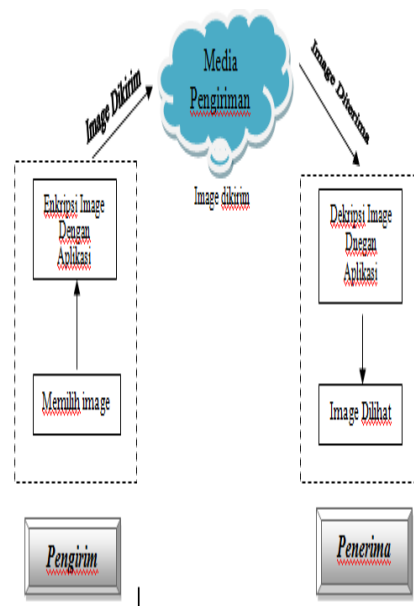 Image Dikirim
Media
Pengiriman
Image Diterima
Image dikirim
Enkripsi Image
Dengan
Aplikasi
Memilih image
Dekripsi Image
Dnegan
Aplikasi
Image Dilihat
Pengirim
Penerima